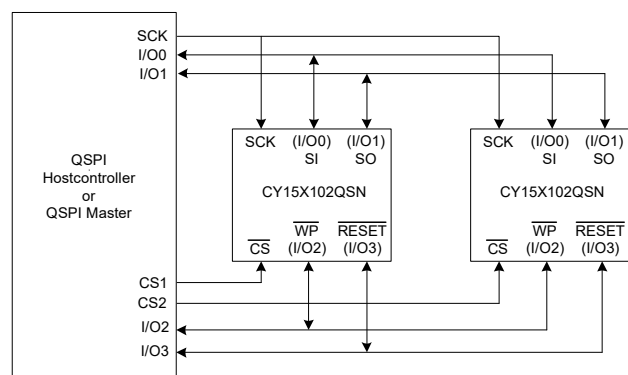 SCK
I/O0
I/O1
QSPI
Hostcontroller
or
QSPI Master
CS1
CS2
I/O2
I/O3
SCK (I/O0) (I/O1)
SI SO
CY15X102QSN
WP RESET
CS (I/O2) (I/O3)
SCK (I/O0) (I/O1)
SI SO
CY15X102QSN
WP RESET
CS (I/O2) (I/O3)